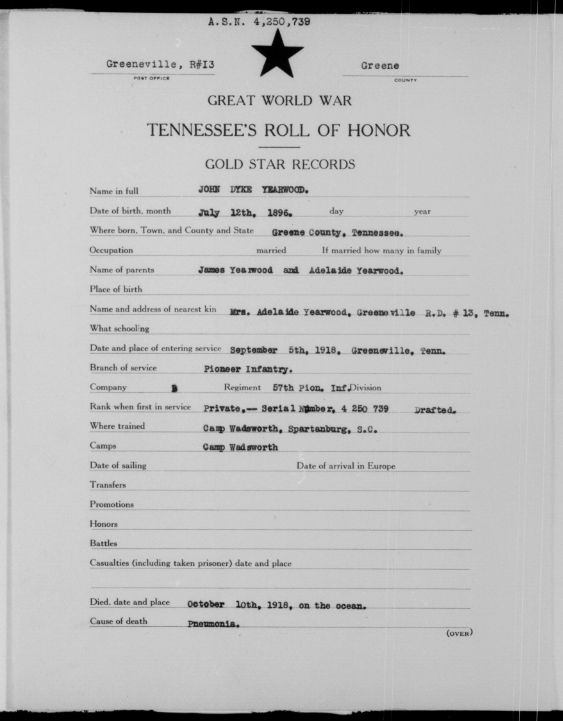 A.S.N. 4,250,739
Greeneville, R#I3 Greene
POST OFFICE COUNTY
GREAT WORLD WAR
TENNESSEE'S ROLL OF HONOR
GOLD STAR RECORDS
Name in full JOHN DYKE YEARWOOD.
Date of birth, month July 12th, 1896. day year
Where born, Town, and County and State Greene County, Tennessee.
Occupation married If married how many in family
Name of parents James Yearwood and Adelaide Yearwood.
Place of birth
Name and address of nearest kin Mrs. Adelaide Yearwood, Greeneville R.D. # 13, Tenn.
What schooling
Date and place of entering service September 5th, 1918, Greeneville, Tenn.
Branch of service Pioneer Infantry.
Company Regiment 57th Pion. Inf. Division
Rank when first in service Private,— Serial Number, 4 250 739 Drafted.
Where trained Camp Wadsworth, Spartanburg, S.C.
Camps Camp Wadsworth
Date of sailing Date of arrival in Europe
Transfers
Promotions
Honors
Battles
Casualties (including taken prisoner) date and place
Died, date and place October 10th, 1918, on the ocean.
Cause of death Pneumonia.
(OVER)